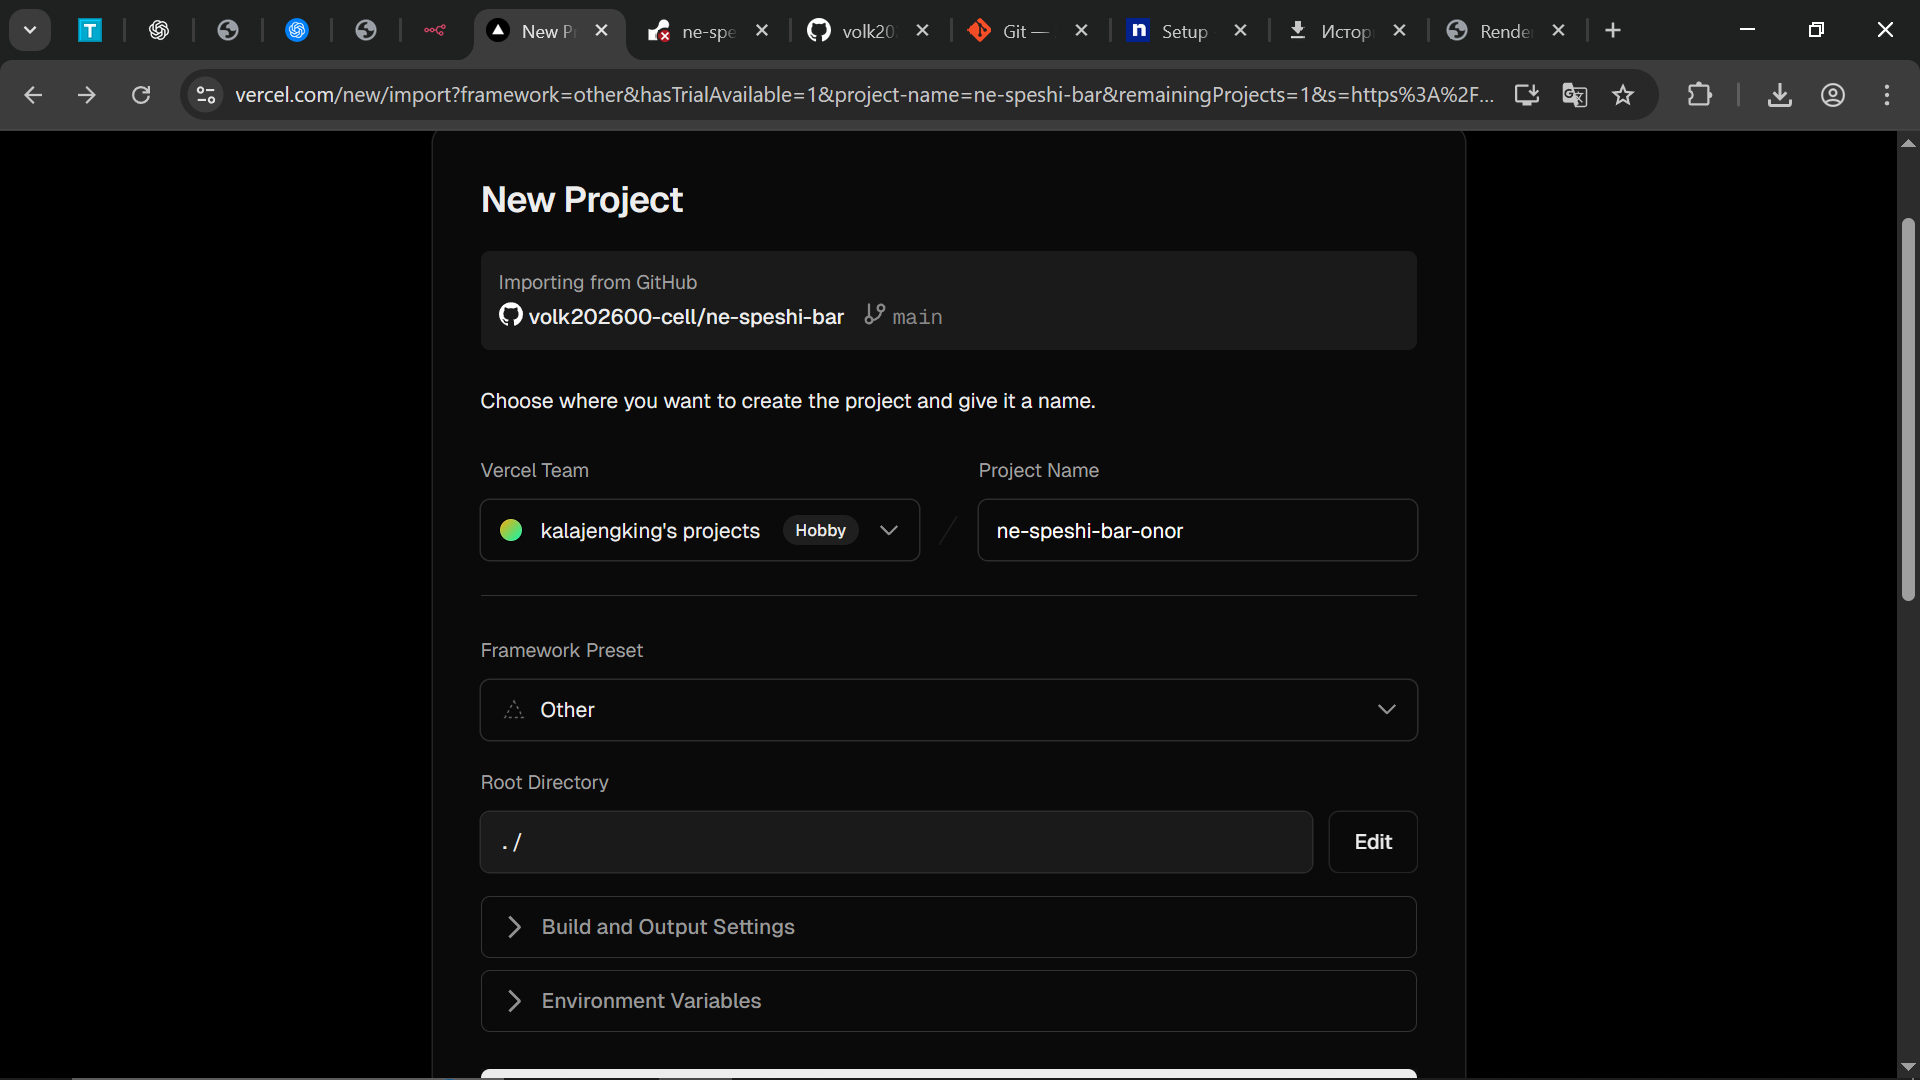 T
New P
ne-spe
volk20
Git —
n
Setup
Истор
Rende
vercel.com/new/import?framework=other&hasTrialAvailable=1&project-name=ne-speshi-bar&remainingProjects=1&s=https%3A%2F...
New Project
Importing from GitHub
volk202600-cell/ne-speshi-bar main
Choose where you want to create the project and give it a name.
Vercel Team
Project Name
kalajengking's projects Hobby
ne-speshi-bar-onor
Framework Preset
Other
Root Directory
./
Edit
Build and Output Settings
Environment Variables